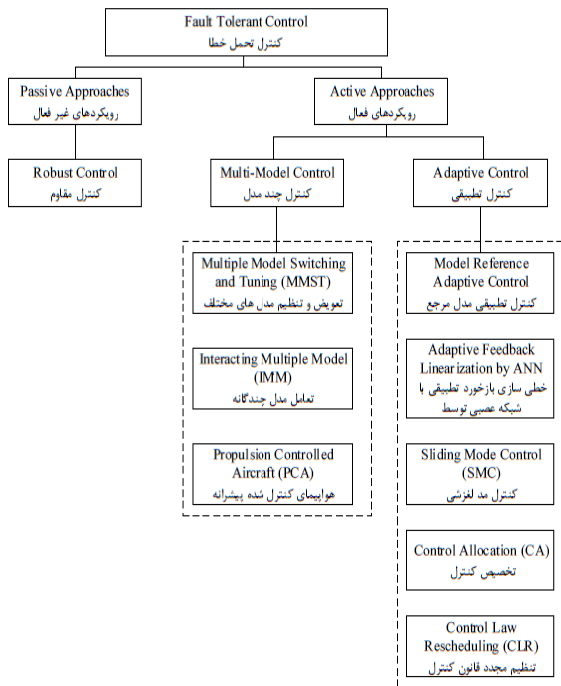 Fault Tolerant Control
کنترل تحمل خطا
Passive Approaches
رویکردهای غیر فعال
Active Approaches
رویکردهای فعال
Robust Control
کنترل مقاوم
Multi-Model Control
کنترل چند مدل
Adaptive Control
کنترل تطبیقی
Multiple Model Switching
and Tuning (MMST)
تعویض و تنظیم مدل های مختلف
Interacting Multiple Model
(IMM)
تعامل مدل چندگانه
Propulsion Controlled
Aircraft (PCA)
هواپیمای کنترل شده پیشرانه
Model Reference
Adaptive Control
کنترل تطبیقی مدل مرجع
Adaptive Feedback
Linearization by ANN
خطی سازی بازخورد تطبیقی با
شبکه عصبی توسط
Sliding Mode Control
(SMC)
کنترل مد لغزشی
Control Allocation (CA)
تخصیص کنترل
Control Law
Rescheduling (CLR)
تنظیم مجدد قانون کنترل